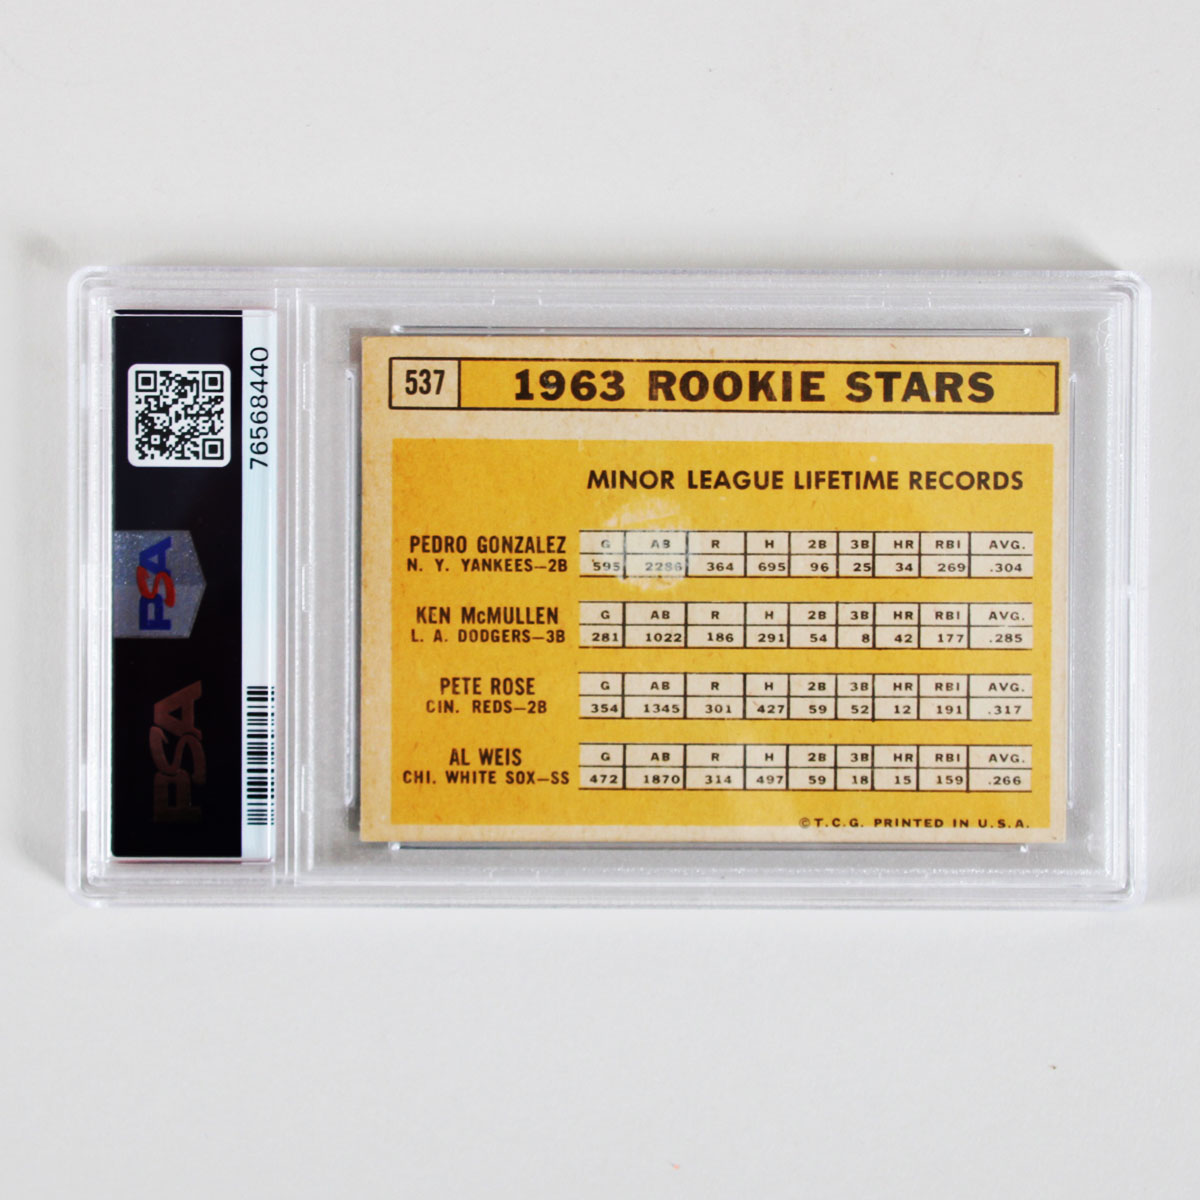 537 1963 ROOKIE STARS
MINOR LEAGUE LIFETIME RECORDS
PEDRO GONZALEZ G AB R H 2B 3B HR RBI AVG.
N. Y. YANKEES—2B 595 2286 364 695 96 25 34 269 .304
KEN McMULLEN G AB R H 2B 3B HR RBI AVG.
L. A. DODGERS—3B 281 1022 186 291 54 8 42 177 .285
PETE ROSE G AB R H 2B 3B HR RBI AVG.
CIN. REDS—2B 354 1345 301 427 59 52 12 191 .317
AL WEIS G AB R H 2B 3B HR RBI AVG.
CHI. WHITE SOX—SS 472 1870 314 497 59 18 15 159 .266
© T.C.G. PRINTED IN U.S.A.
76568440
PSA
PSA